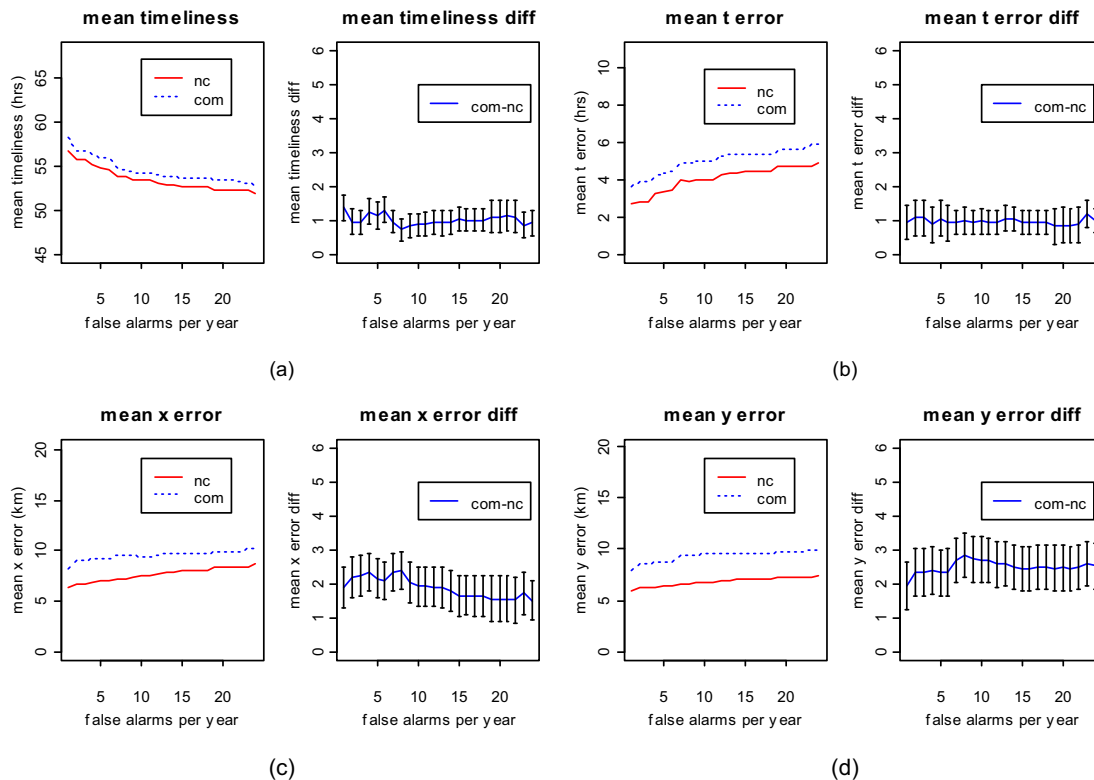 mean timeliness
mean timeliness (hrs)
65
60
55
50
45
nc
com
5 10 15 20
false alarms per year
mean timeliness diff
mean timeliness diff
6
5
4
3
2
1
0
com-nc
5 10 15 20
false alarms per year
(a)
mean t error
mean t error (hrs)
10
8
6
4
2
0
nc
com
5 10 15 20
false alarms per year
mean t error diff
mean t error diff
6
5
4
3
2
1
0
com-nc
5 10 15 20
false alarms per year
(b)
mean x error
mean x error (km)
20
15
10
5
0
nc
com
5 10 15 20
false alarms per year
mean x error diff
mean x error diff
6
5
4
3
2
1
0
com-nc
5 10 15 20
false alarms per year
(c)
mean y error
mean y error (km)
20
15
10
5
0
nc
com
5 10 15 20
false alarms per year
mean y error diff
mean y error diff
6
5
4
3
2
1
0
com-nc
5 10 15 20
false alarms per year
(d)